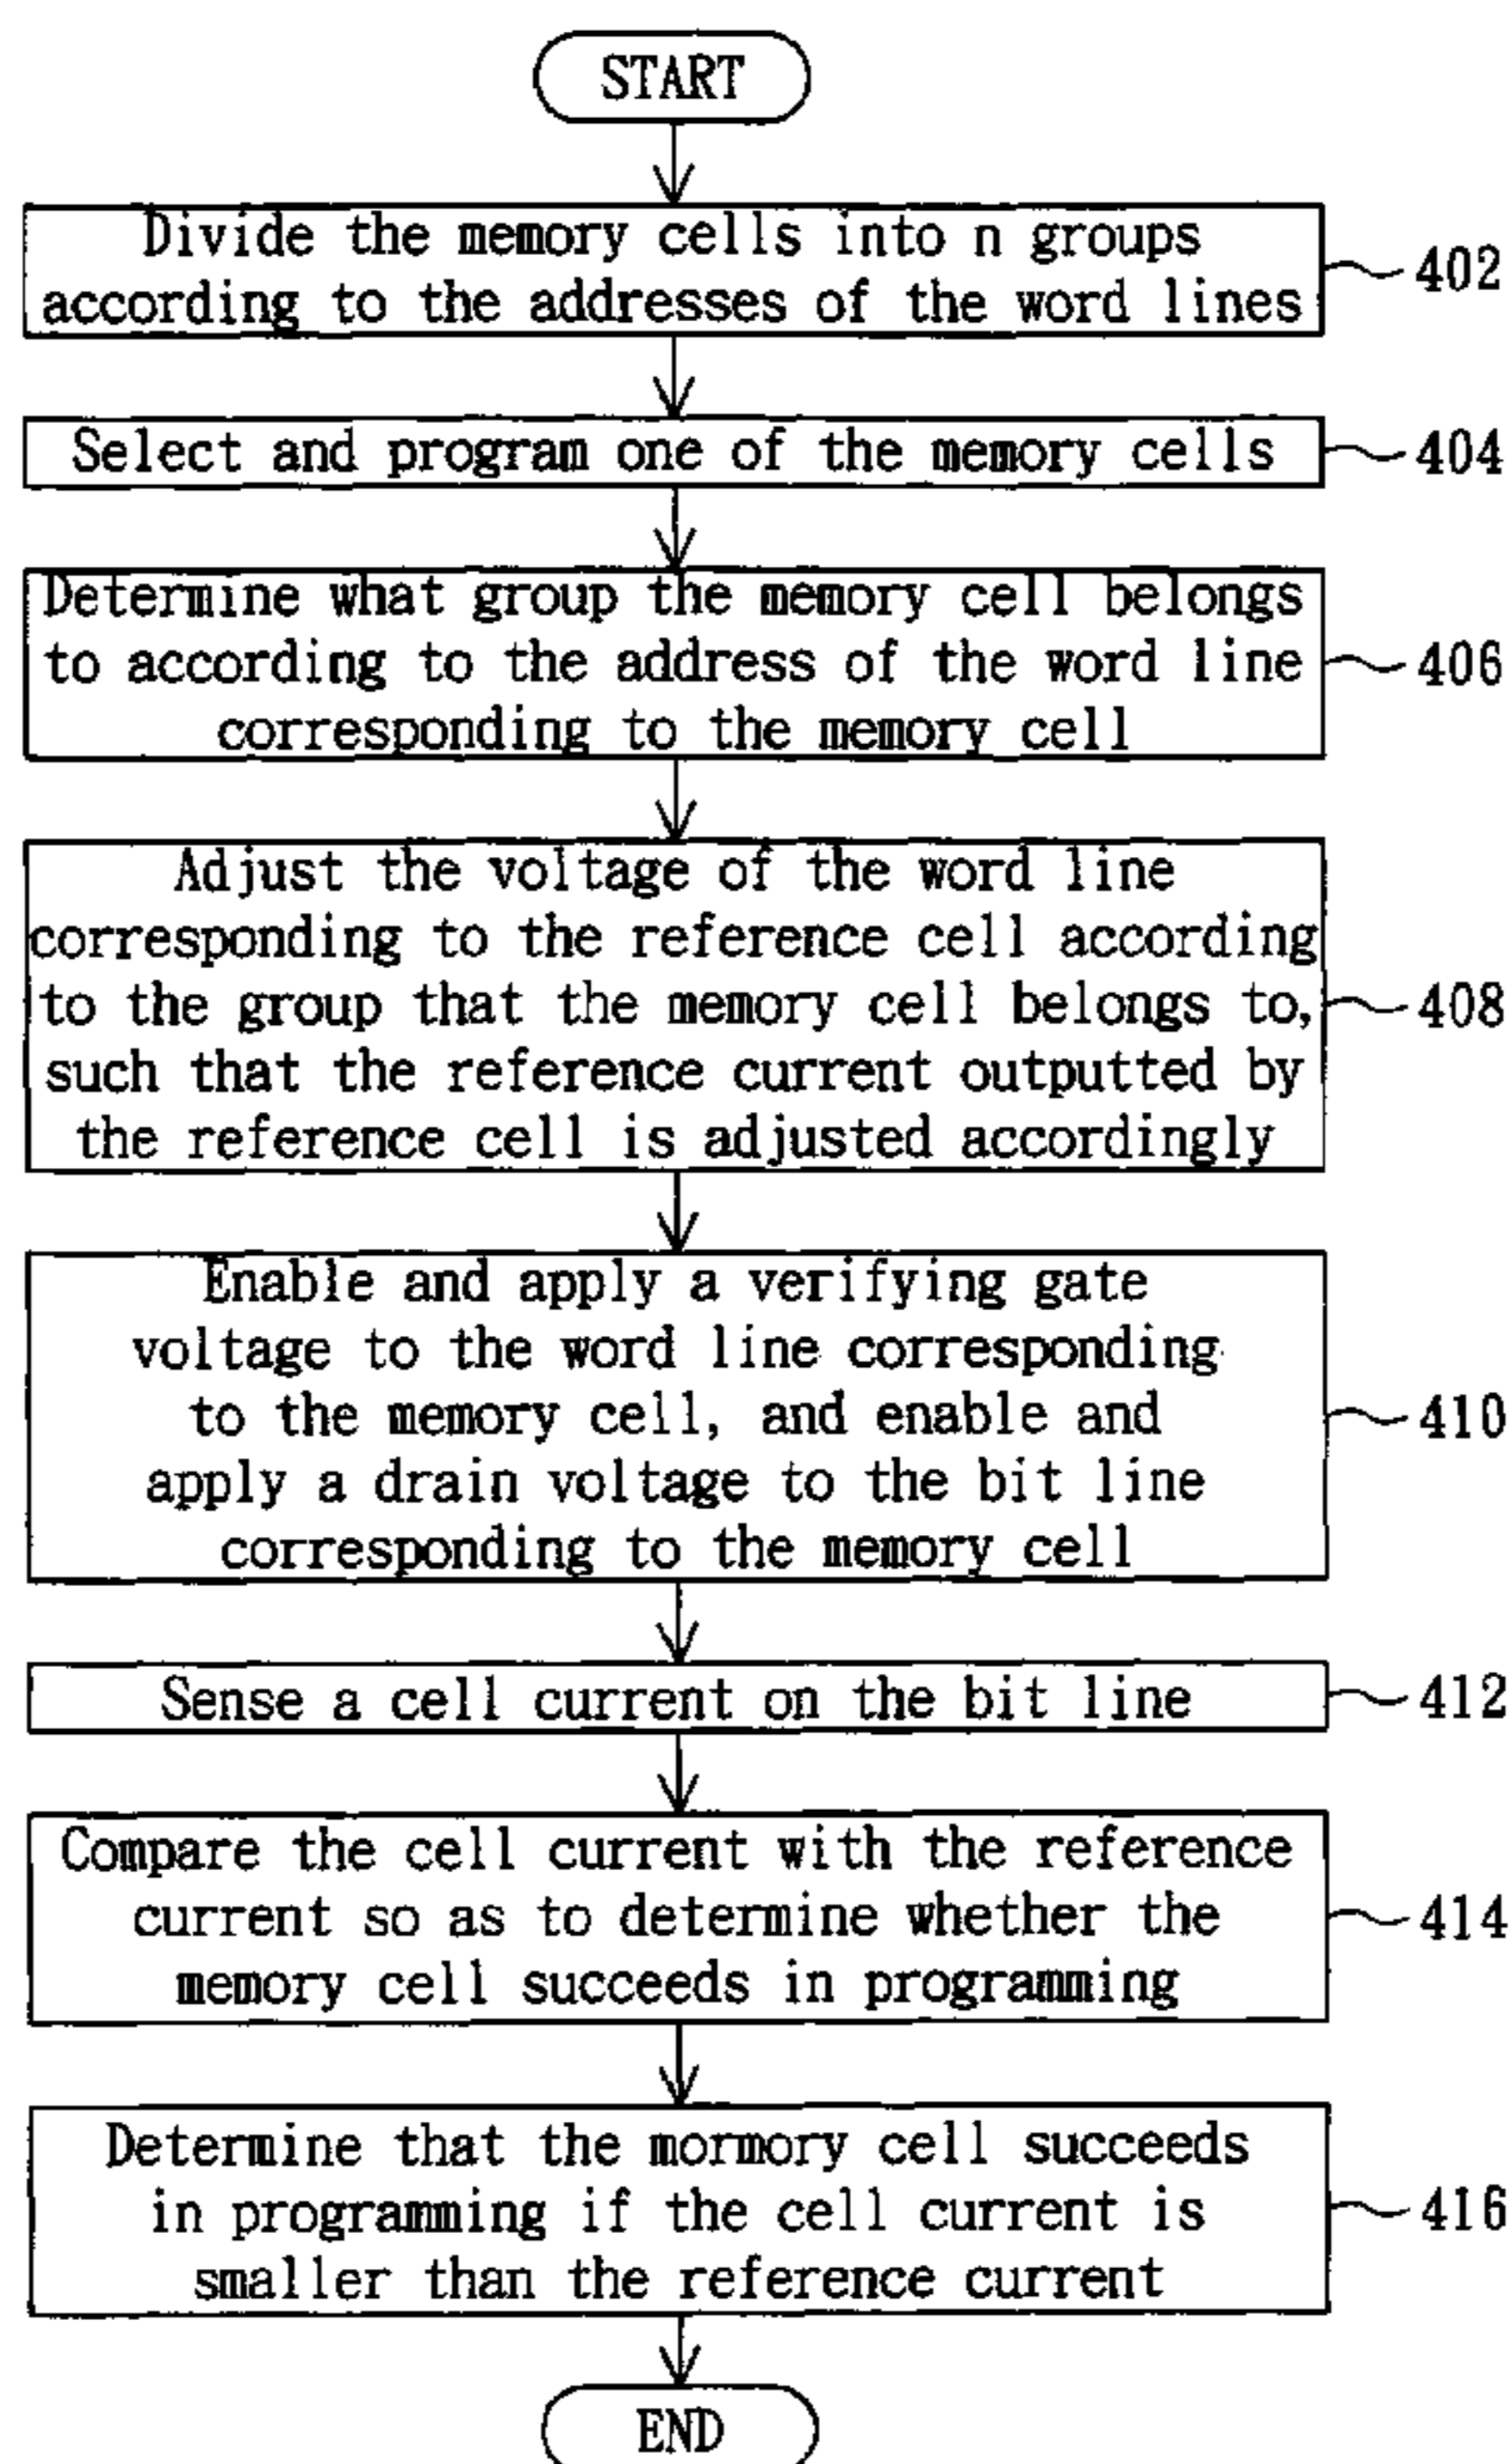 START
Divide the memory cells into n groups
according to the addresses of the word lines
402
Select and program one of the memory cells
404
Determine what group the memory cell belongs
to according to the address of the word line
corresponding to the memory cell
406
Adjust the voltage of the word line
corresponding to the reference cell according
to the group that the memory cell belongs to,
such that the reference current outputted by
the reference cell is adjusted accordingly
408
Enable and apply a verifying gate
voltage to the word line corresponding
to the memory cell, and enable and
apply a drain voltage to the bit line
corresponding to the memory cell
410
Sense a cell current on the bit line
412
Compare the cell current with the reference
current so as to determine whether the
memory cell succeeds in programming
414
Determine that the mormory cell succeeds
in programming if the cell current is
smaller than the reference current
416
END